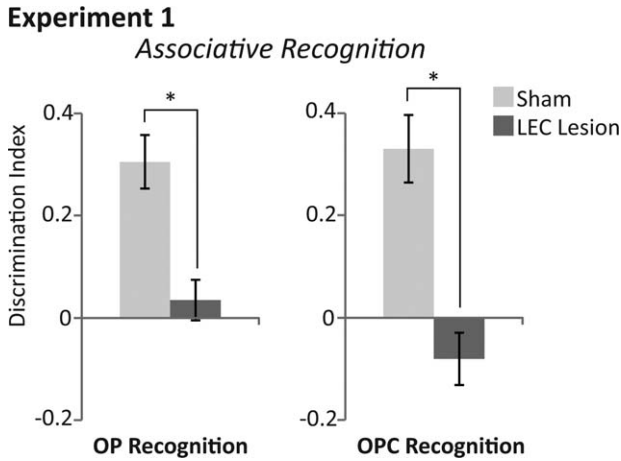 Experiment 1
Associative Recognition
Discrimination Index
0.4
0.2
0
-0.2
*
OP Recognition
0.4
0.2
0
-0.2
*
OPC Recognition
Sham
LEC Lesion